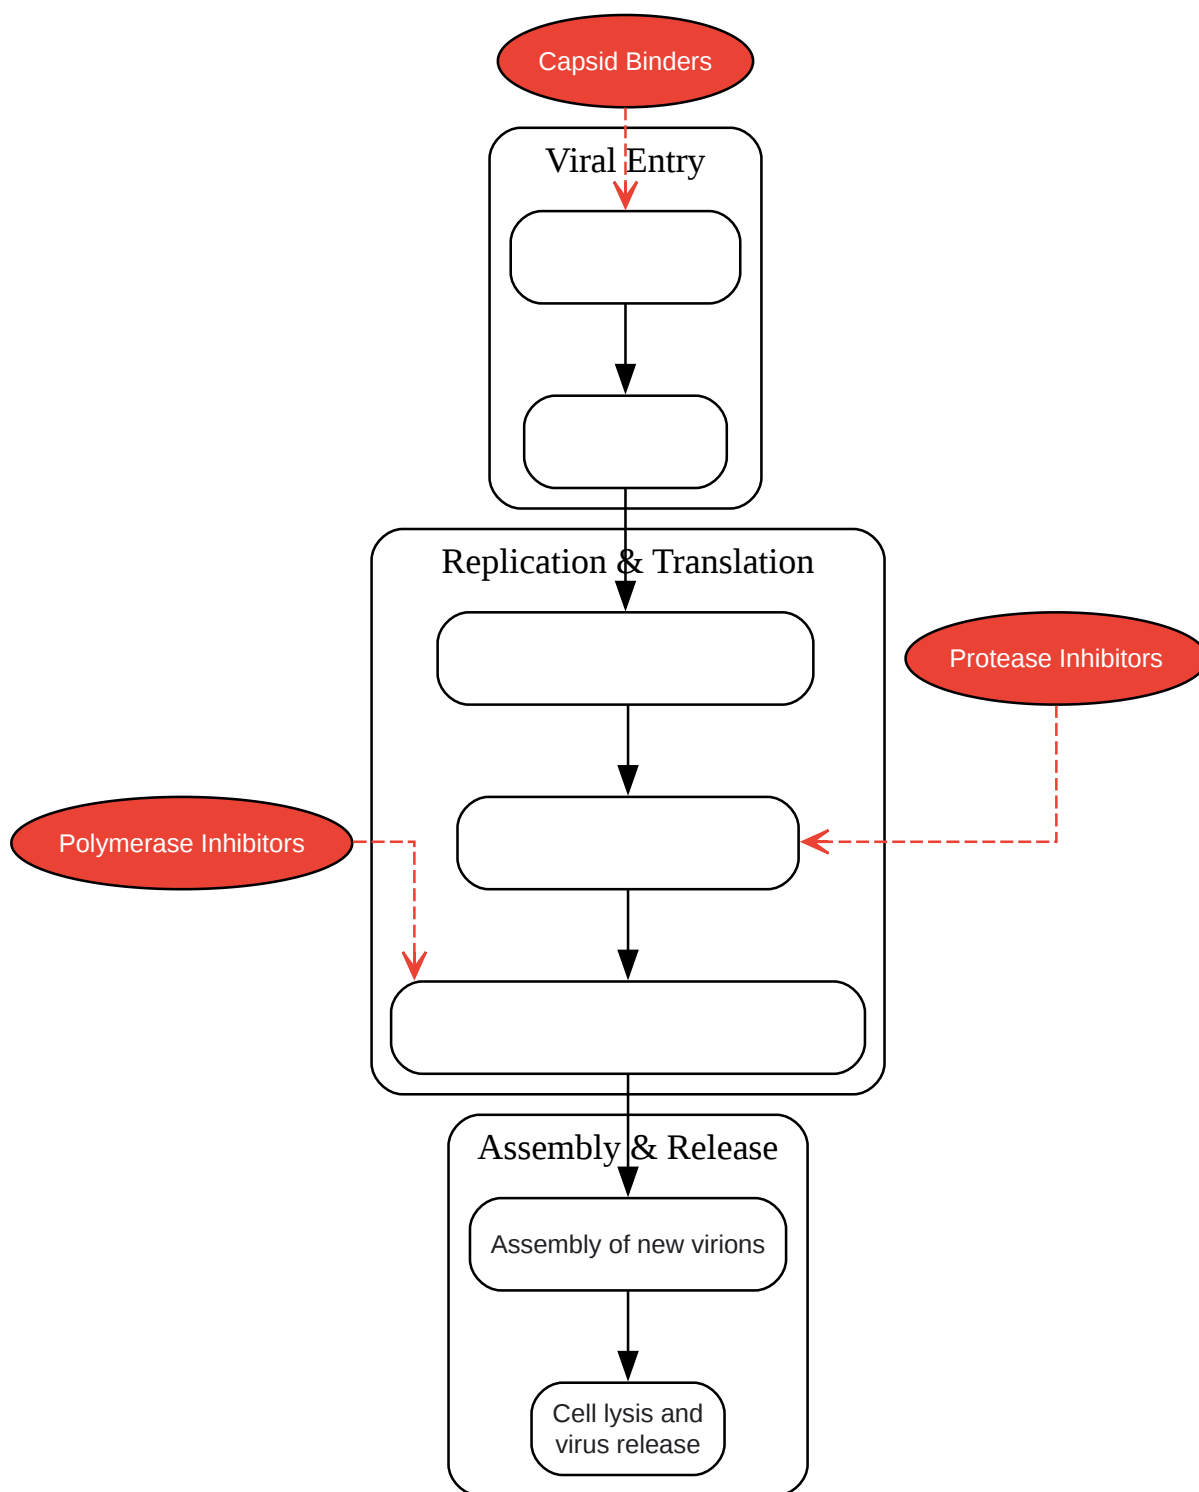 Capsid Binders
Viral Entry
Replication & Translation
Protease Inhibitors
Polymerase Inhibitors
Assembly & Release
Assembly of new virions
Cell lysis and
virus release